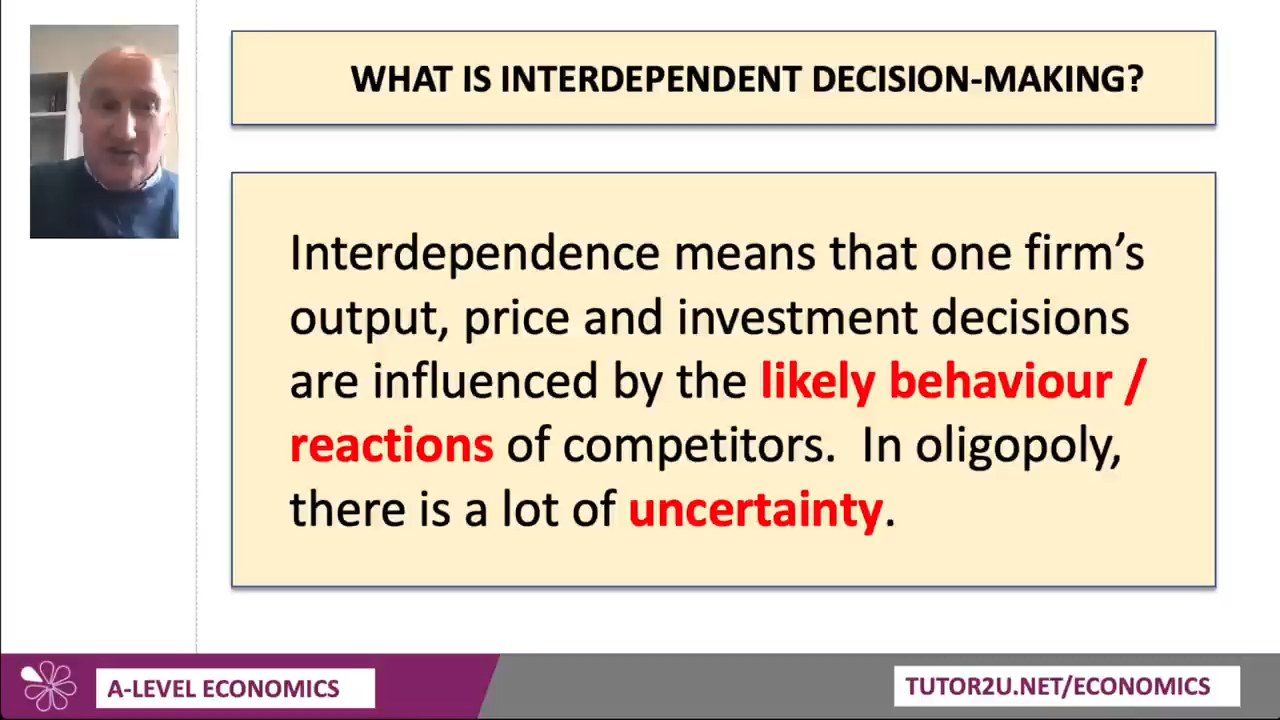 WHAT IS INTERDEPENDENT DECISION-MAKING?
Interdependence means that one firm’s
output, price and investment decisions
are influenced by the likely behaviour /
reactions of competitors.  In oligopoly,
there is a lot of uncertainty.
A-LEVEL ECONOMICS
TUTOR2U.NET/ECONOMICS